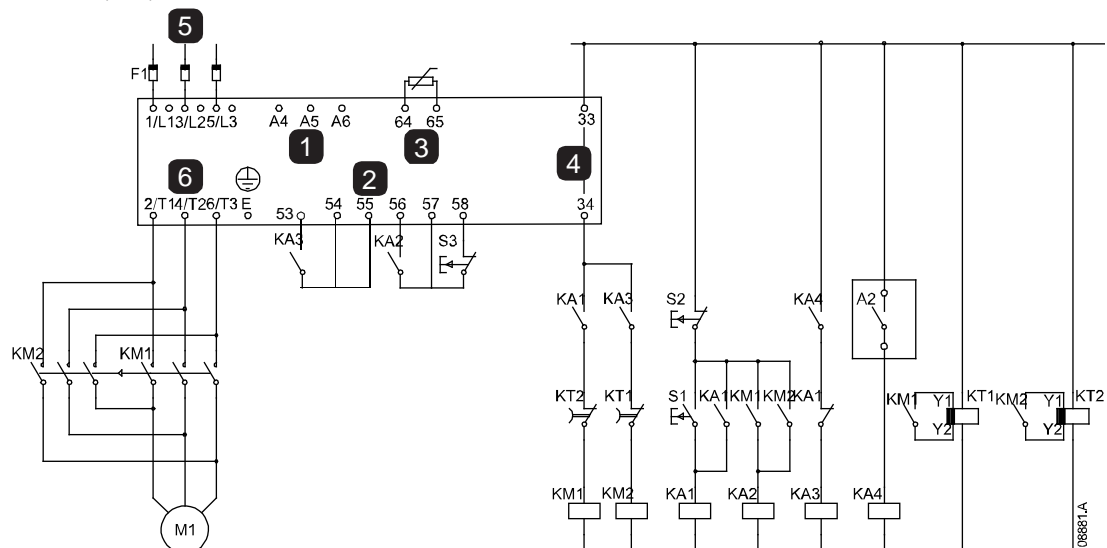 5
F1
1/L1 3/L2 5/L3 A4 A5 A6 64 65 33
1 3 4
6 2
2/T1 4/T2 6/T3 E 53 54 55 56 57 58 34
KA3 KA2 S3
KA1 KA3 S2 KA4 A2
KM2 KM1
KT2 KT1 S1 KA1 KM1 KM2 KA1 KM1 Y1 KT1 KM2 Y1 KT2
Y2 Y2
KM1 KM2 KA1 KA2 KA3 KA4
M1
08881.A